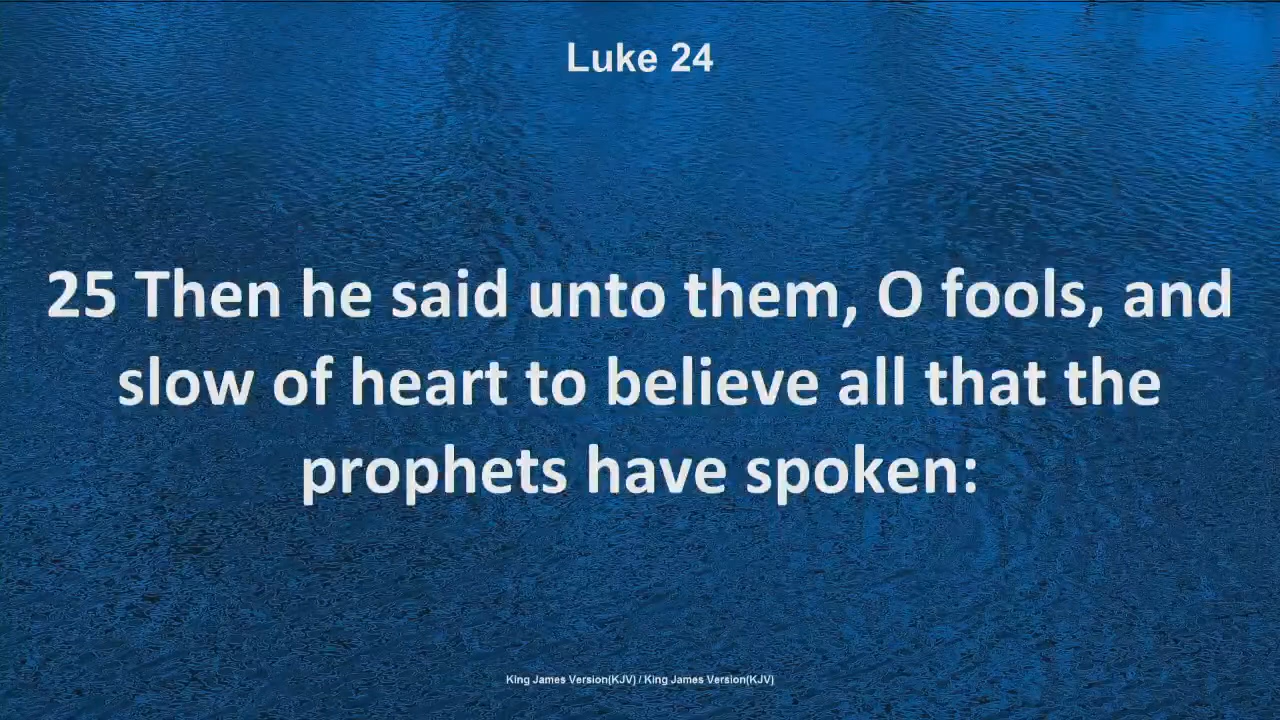 Luke 24
25 Then he said unto them, O fools, and
slow of heart to believe all that the
prophets have spoken:
King James Version(KJV) / King James Version(KJV)